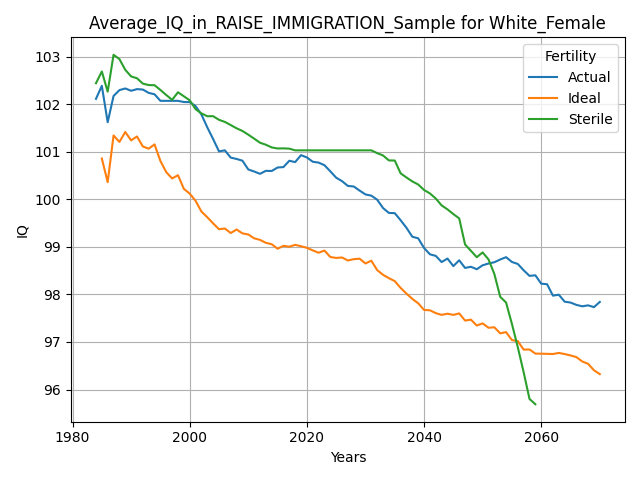 Average_IQ_in_RAISE_IMMIGRATION_Sample for White_Female
Fertility
Actual
Ideal
Sterile
IQ
103
102
101
100
99
98
97
96
1980
2000
2020
2040
2060
Years